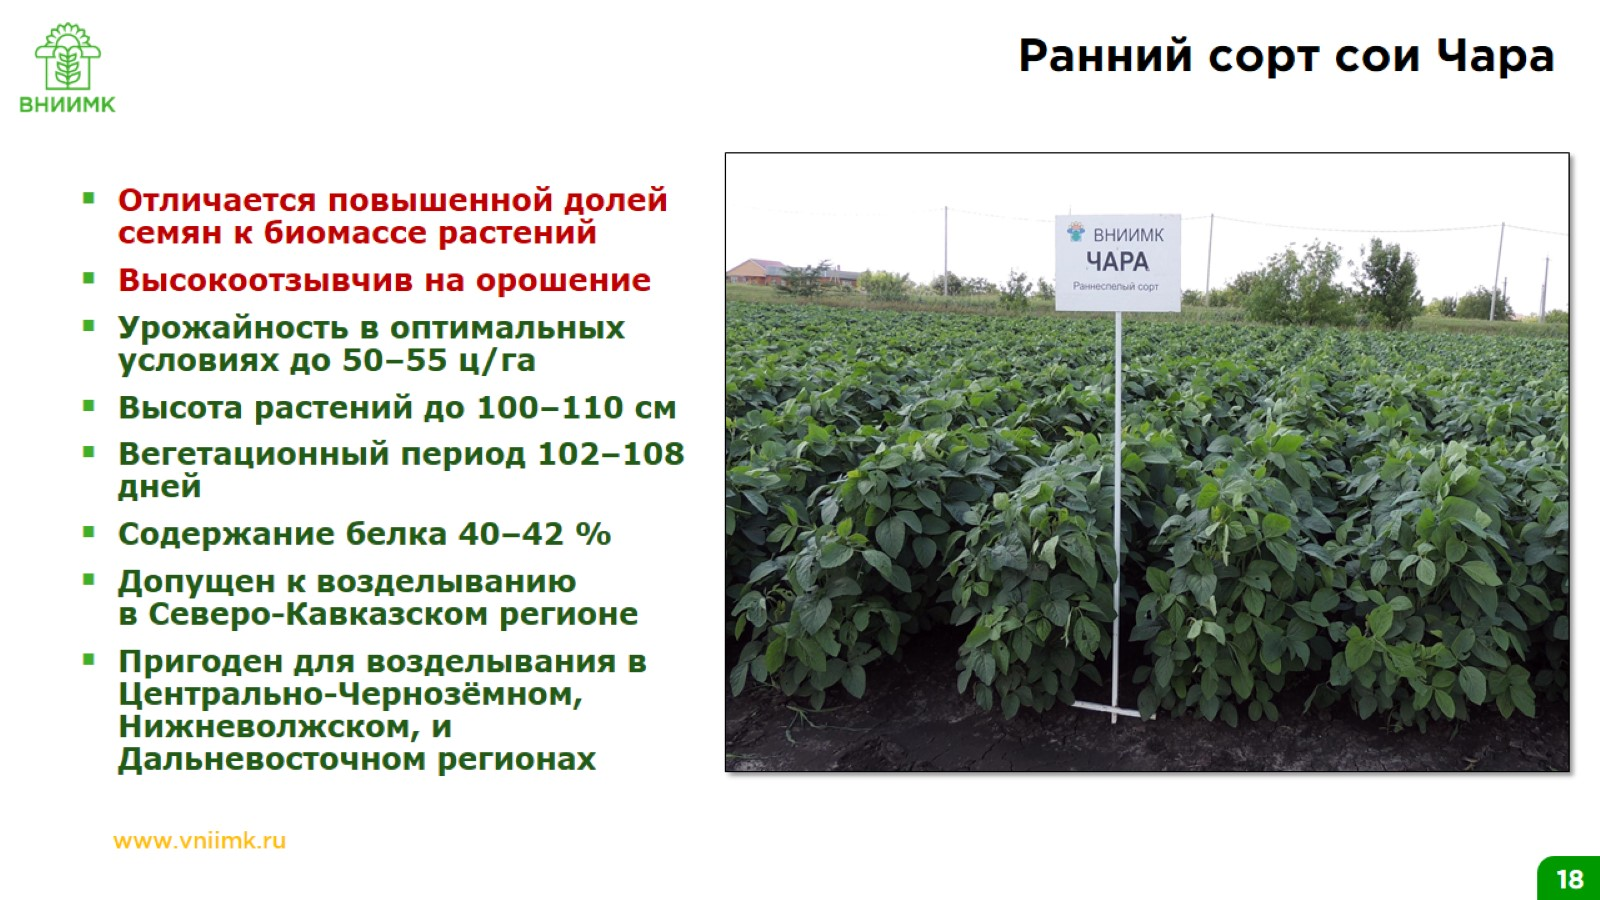 ВНИИМК
Ранний сорт сои Чара
▪ Отличается повышенной долей
семян к биомассе растений
▪ Высокоотзывчив на орошение
▪ Урожайность в оптимальных
условиях до 50–55 ц/га
▪ Высота растений до 100–110 см
▪ Вегетационный период 102–108
дней
▪ Содержание белка 40–42 %
▪ Допущен к возделыванию
в Северо-Кавказском регионе
▪ Пригоден для возделывания в
Центрально-Чернозёмном,
Нижневолжском, и
Дальневосточном регионах
ВНИИМК
ЧАРА
Раннеспелый сорт
www.vniimk.ru
18